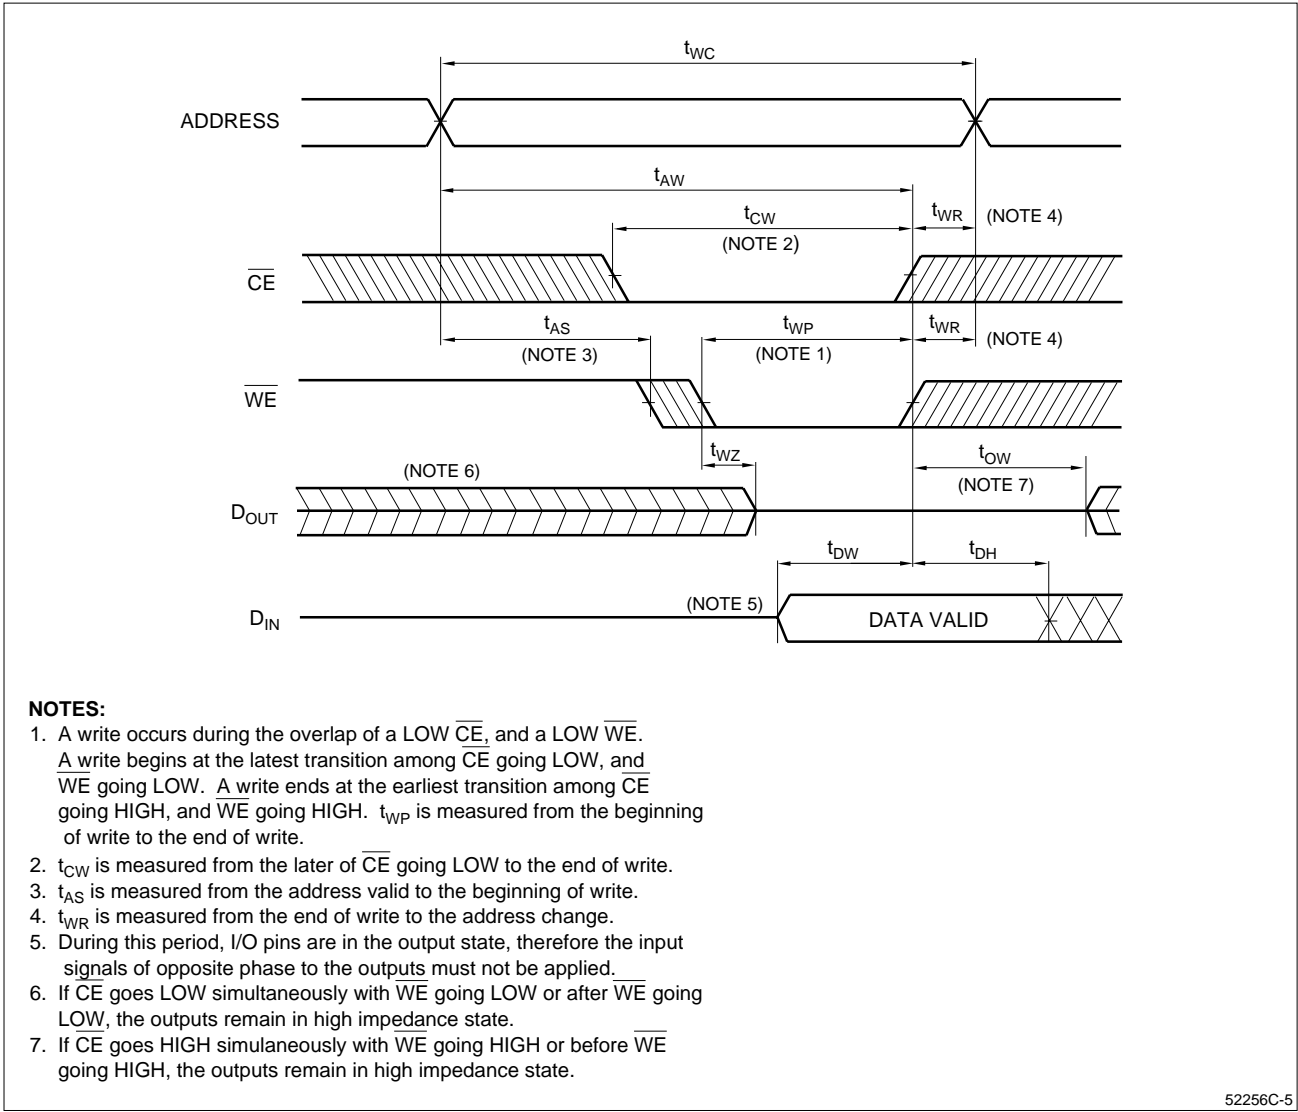 tWC
ADDRESS
tAW
tCW
(NOTE 2)
tWR (NOTE 4)
CE
tAS
(NOTE 3)
tWP
(NOTE 1)
tWR (NOTE 4)
WE
tWZ
(NOTE 6)
tOW
(NOTE 7)
DOUT
tDW
tDH
(NOTE 5)
DIN
DATA VALID
NOTES:
1. A write occurs during the overlap of a LOW CE, and a LOW WE.
A write begins at the latest transition among CE going LOW, and
WE going LOW. A write ends at the earliest transition among CE
going HIGH, and WE going HIGH. tWP is measured from the beginning
of write to the end of write.
2. tCW is measured from the later of CE going LOW to the end of write.
3. tAS is measured from the address valid to the beginning of write.
4. tWR is measured from the end of write to the address change.
5. During this period, I/O pins are in the output state, therefore the input
signals of opposite phase to the outputs must not be applied.
6. If CE goes LOW simultaneously with WE going LOW or after WE going
LOW, the outputs remain in high impedance state.
7. If CE goes HIGH simulaneously with WE going HIGH or before WE
going HIGH, the outputs remain in high impedance state.
52256C-5